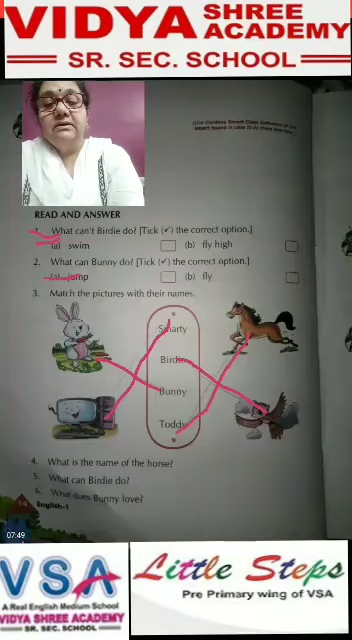 VIDYA SHREE ACADEMY
SR. SEC. SCHOOL
READ AND ANSWER
1. What can't Birdie do? [Tick (✓) the correct option.]
(a) swim (b) fly high
2. What can Bunny do? [Tick (✓) the correct option.]
(a) jump (b) fly
3. Match the pictures with their names.
Smarty
Birdie
Bunny
Toddy
4. What is the name of the horse?
5. What can Birdie do?
6. What does Bunny love?
14
English-1
07:49
VSA
A Real English Medium School
VIDYA SHREE ACADEMY
SR. SEC. SCHOOL
Little Steps
Pre Primary wing of VSA